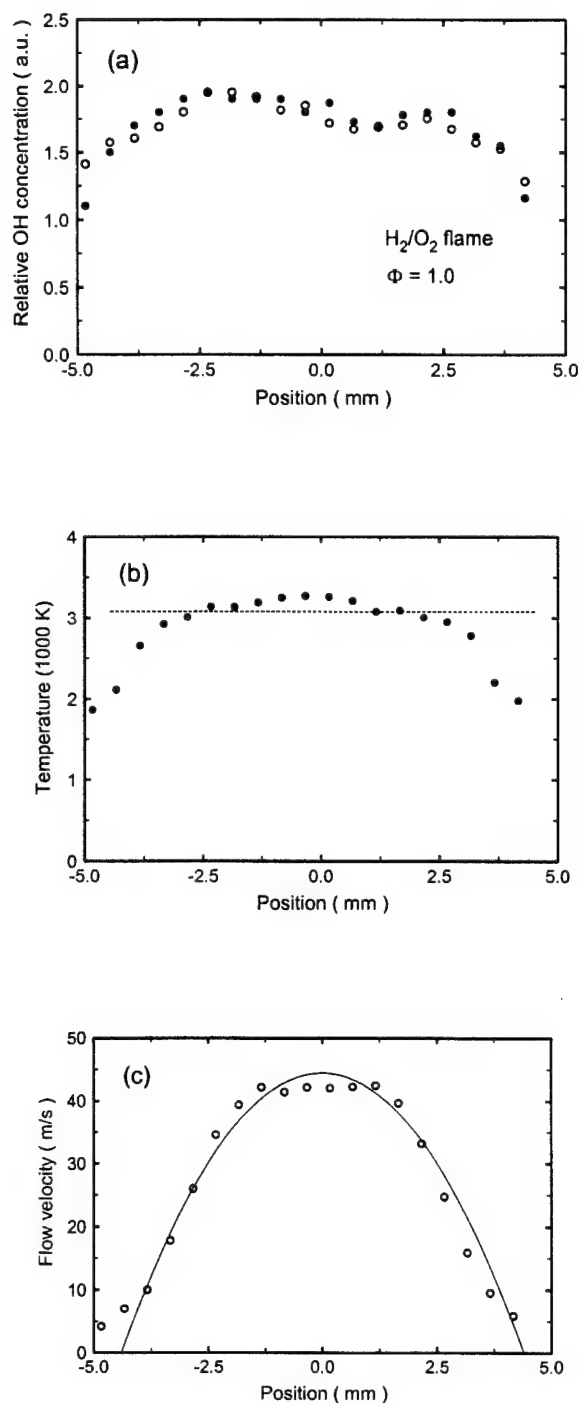 (a)
Relative OH concentration ( a.u. )
2.5
2.0
1.5
1.0
0.5
0.0
H₂/O₂ flame
Φ = 1.0
-5.0 -2.5 0.0 2.5 5.0
Position ( mm )
(b)
Temperature (1000 K)
4
3
2
1
0
-5.0 -2.5 0.0 2.5 5.0
Position ( mm )
(c)
Flow velocity ( m/s )
50
40
30
20
10
0
-5.0 -2.5 0.0 2.5 5.0
Position ( mm )